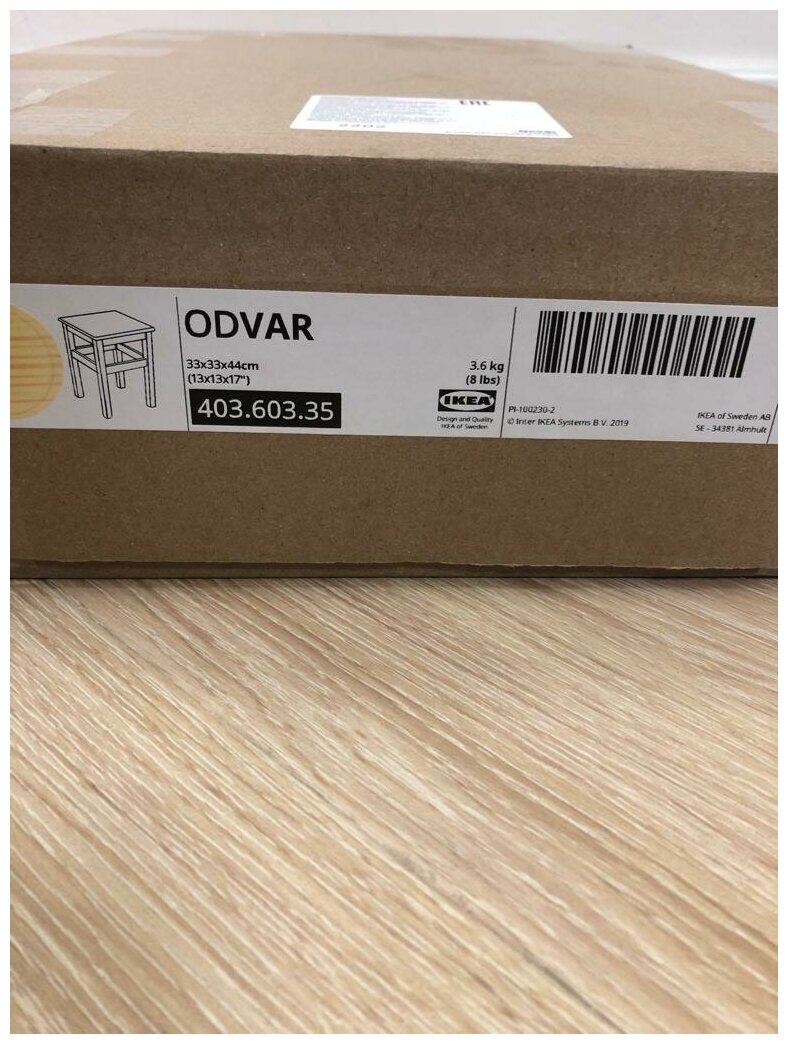 EAC
2202
ODVAR
33x33x44cm
(13x13x17")
403.603.35
3.6 kg
(8 lbs)
IKEA
Design and Quality
IKEA of Sweden
PI-100230-2
© Inter IKEA Systems B.V. 2019
IKEA of Sweden AB
SE - 34381 Älmhult